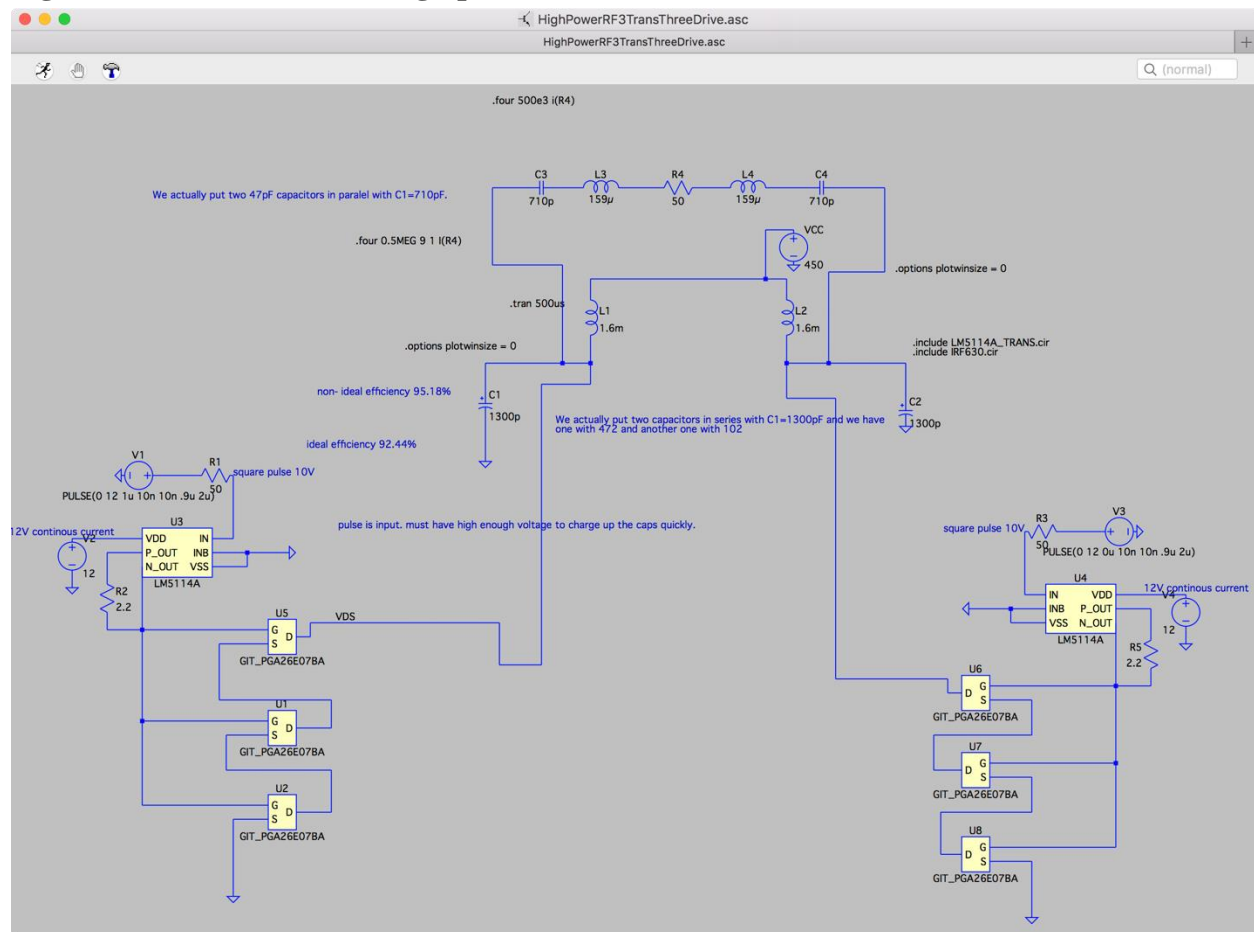 HighPowerRF3TransThreeDrive.asc
HighPowerRF3TransThreeDrive.asc
(normal)
.four 500e3 i(R4)
We actually put two 47pF capacitors in paralel with C1=710pF.
C3
710p
L3
159µ
R4
50
L4
159µ
C4
710p
.four 0.5MEG 9 1 I(R4)
VCC
450
.options plotwinsize = 0
.tran 500us
L1
1.6m
L2
1.6m
.options plotwinsize = 0
.include LM5114A_TRANS.cir
.include IRF630.cir
non- ideal efficiency 95.18%
C1
1300p
We actually put two capacitors in series with C1=1300pF and we have
one with 472 and another one with 102
C2
1300p
ideal efficiency 92.44%
V1
PULSE(0 12 1u 10n 10n .9u 2u)
R1
50
square pulse 10V
pulse is input. must have high enough voltage to charge up the caps quickly.
12V continous current
V2
12
U3
VDD
P_OUT
N_OUT
IN
INB
VSS
LM5114A
R2
2.2
square pulse 10V
R3
50
V3
PULSE(0 12 0u 10n 10n .9u 2u)
U4
IN
INB
VSS
VDD
P_OUT
N_OUT
LM5114A
12V continous current
V4
12
R5
2.2
U5
G
S
D
GIT_PGA26E07BA
VDS
U1
G
S
D
GIT_PGA26E07BA
U2
G
S
D
GIT_PGA26E07BA
U6
D
G
S
GIT_PGA26E07BA
U7
D
G
S
GIT_PGA26E07BA
U8
D
G
S
GIT_PGA26E07BA